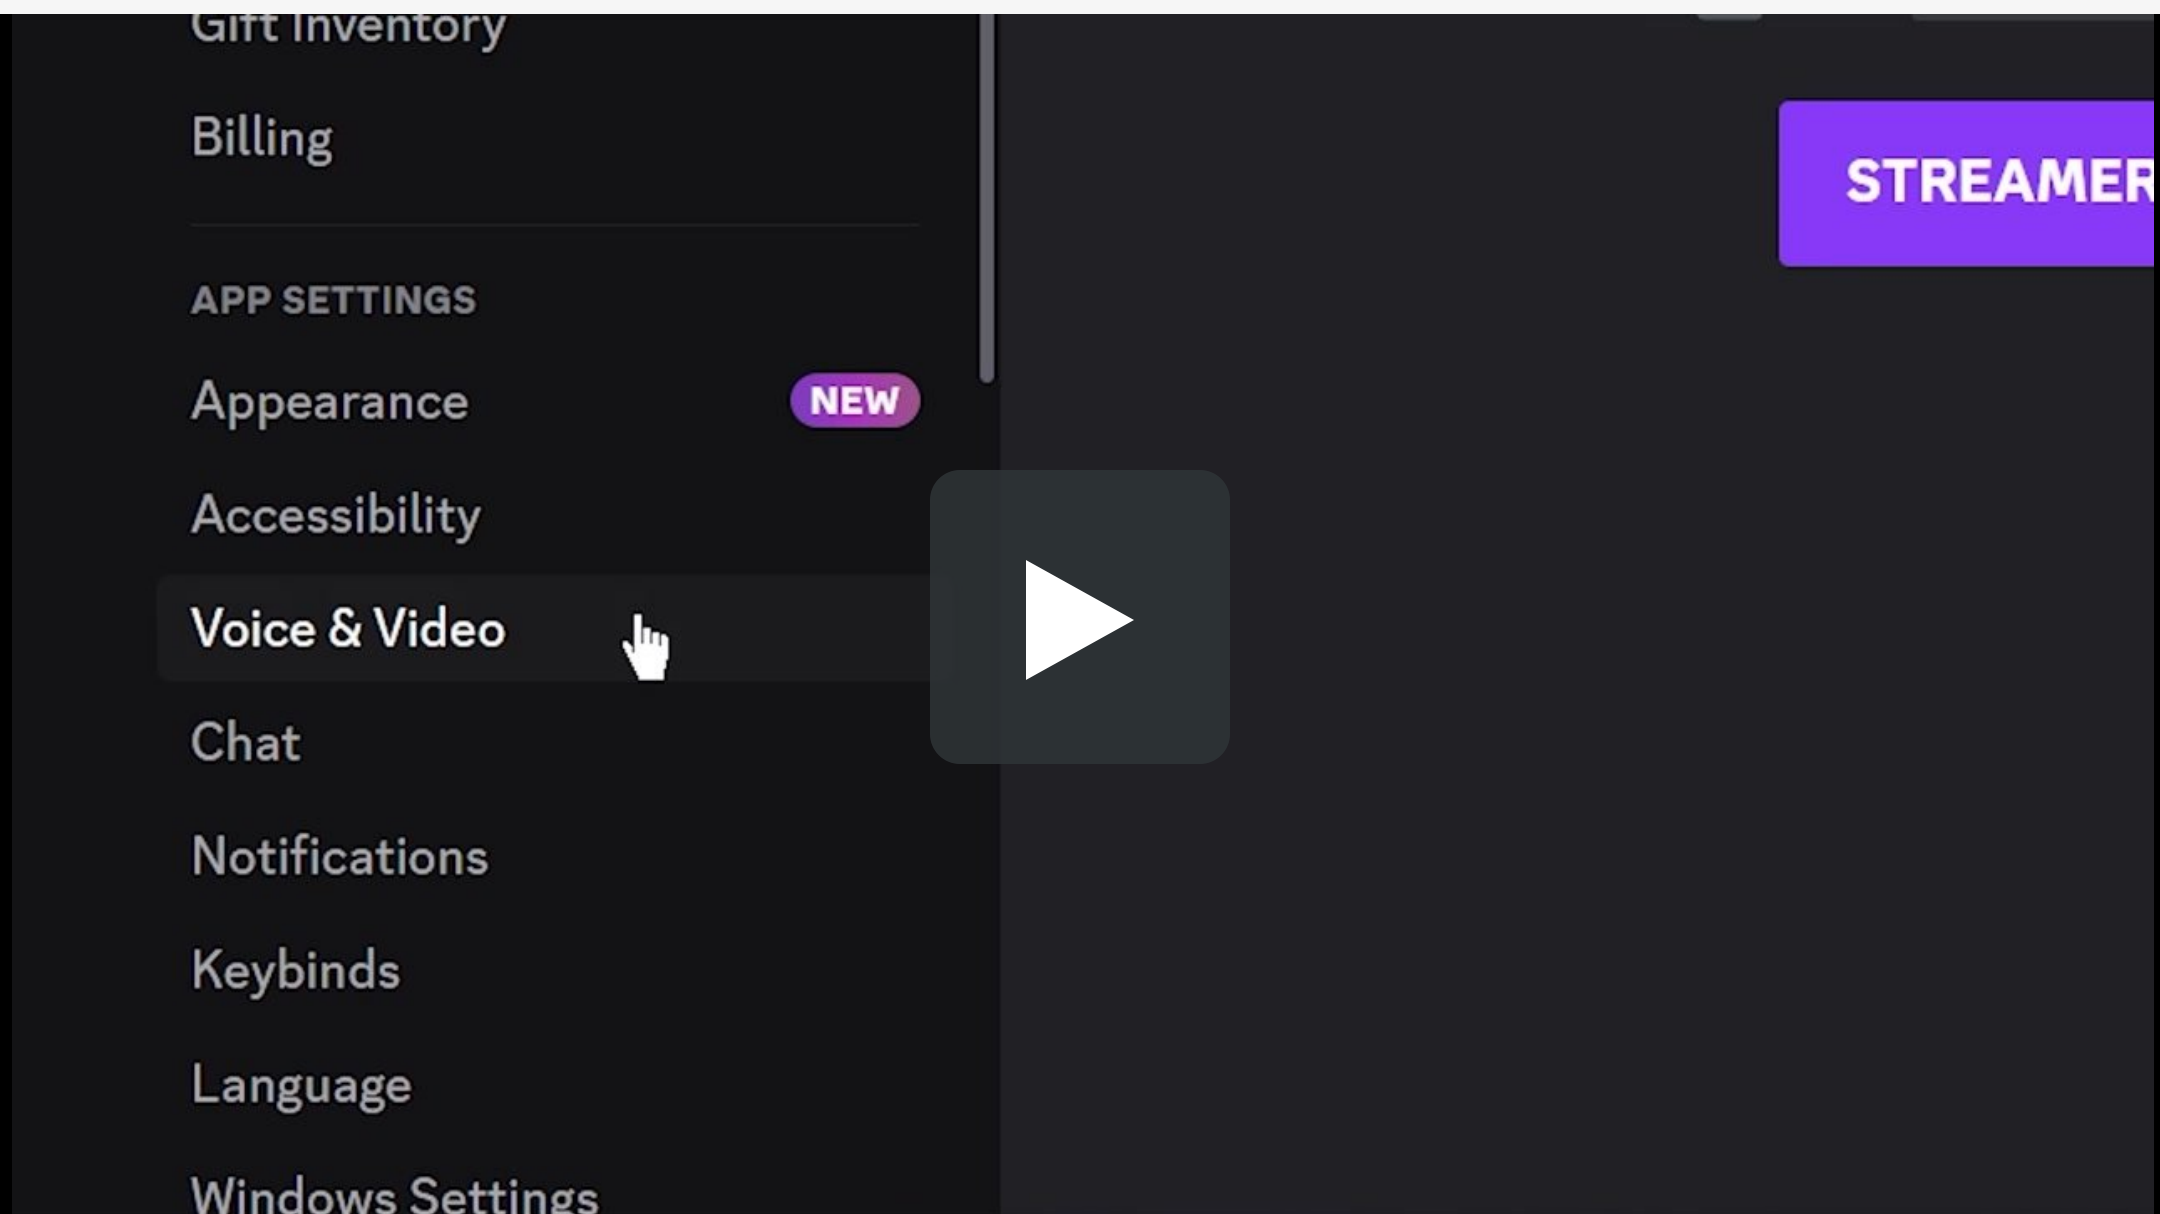 Gift Inventory
Billing
STREAMER
APP SETTINGS
Appearance
NEW
Accessibility
Voice & Video
Chat
Notifications
Keybinds
Language
Windows Settings